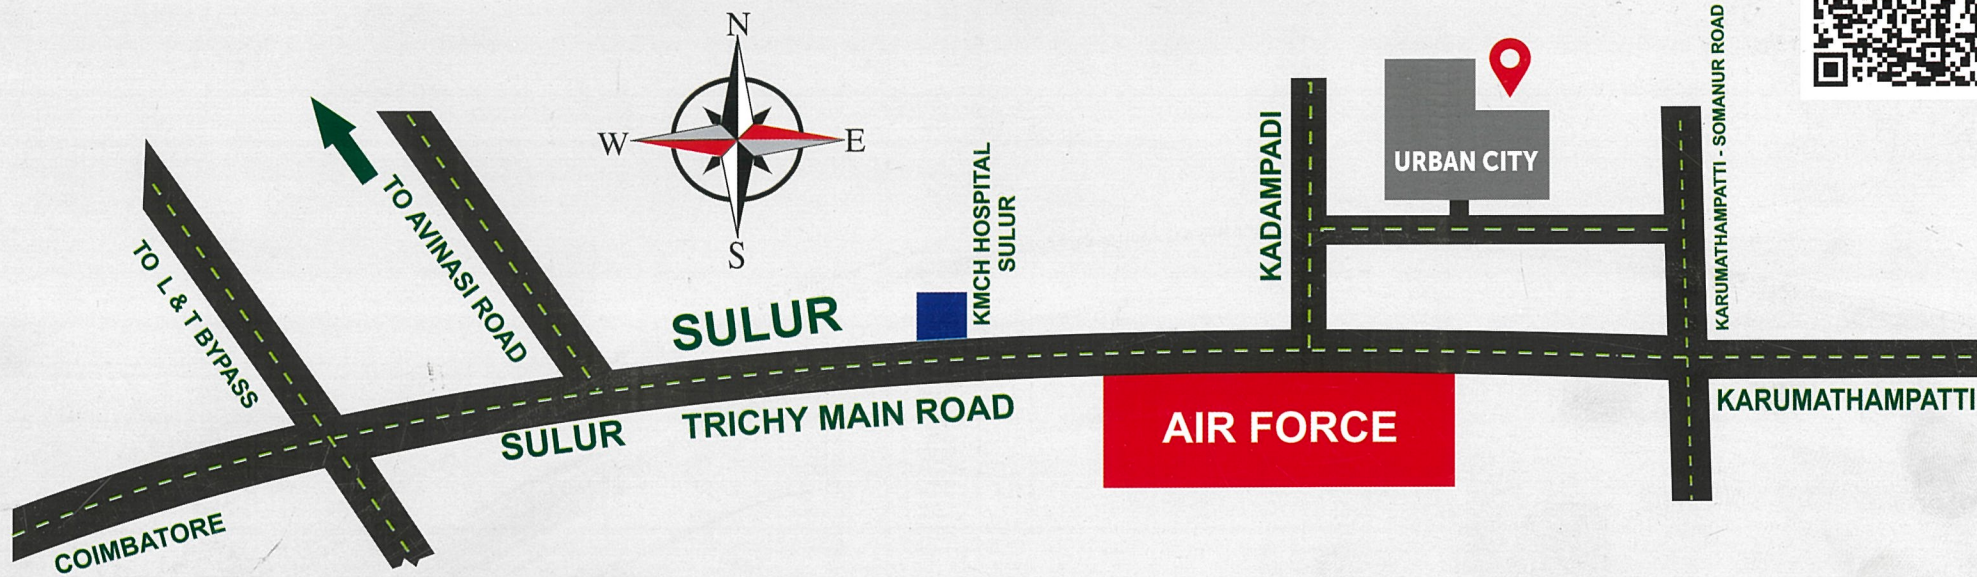 N
W
E
S
TO L & T BYPASS
TO AVINASI ROAD
SULUR
KMCH HOSPITAL
SULUR
KADAMPADI
URBAN CITY
KARUMATHAMPATTI - SOMANUR ROAD
COIMBATORE
SULUR
TRICHY MAIN ROAD
AIR FORCE
KARUMATHAMPATTI